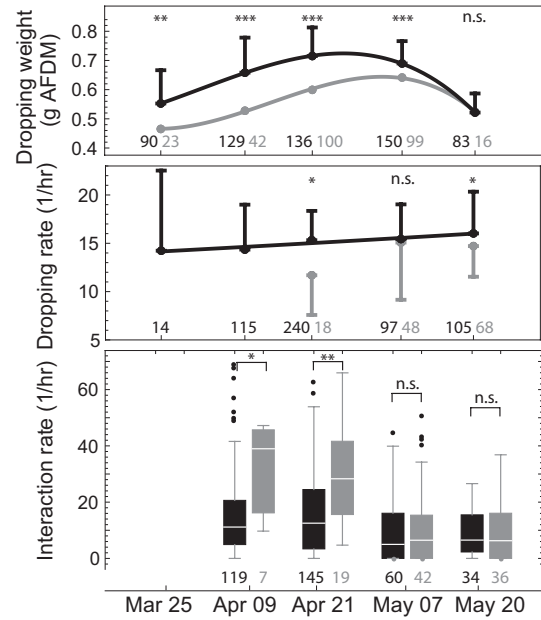 ** *** *** *** n.s.
Dropping weight
(g AFDM)
0.8
0.7
0.6
0.5
0.4
90 23 129 42 136 100 150 99 83 16
* n.s. *
Dropping rate (1/hr)
20
15
10
5
14 115 240 18 97 48 105 68
* ** n.s. n.s.
Interaction rate (1/hr)
60
40
20
0
119 7 145 19 60 42 34 36
Mar 25 Apr 09 Apr 21 May 07 May 20